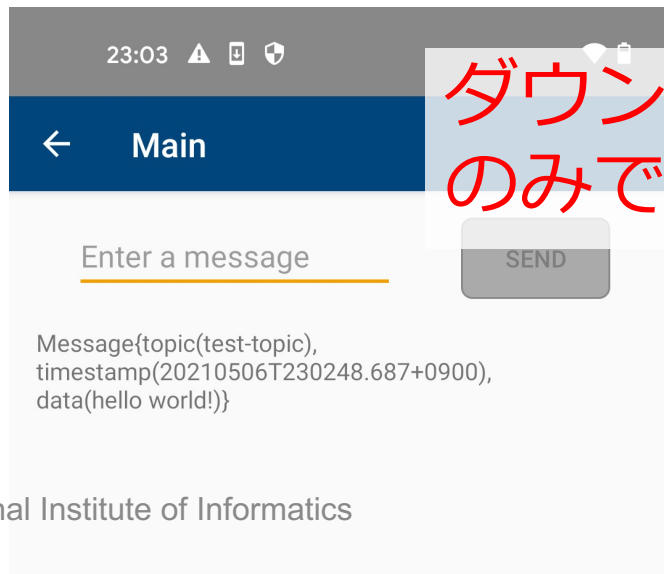 23:03
ダウン
のみで
Main
Enter a message
SEND
Message{topic(test-topic),
timestamp(20210506T230248.687+0900),
data(hello world!)}
nal Institute of Informatics